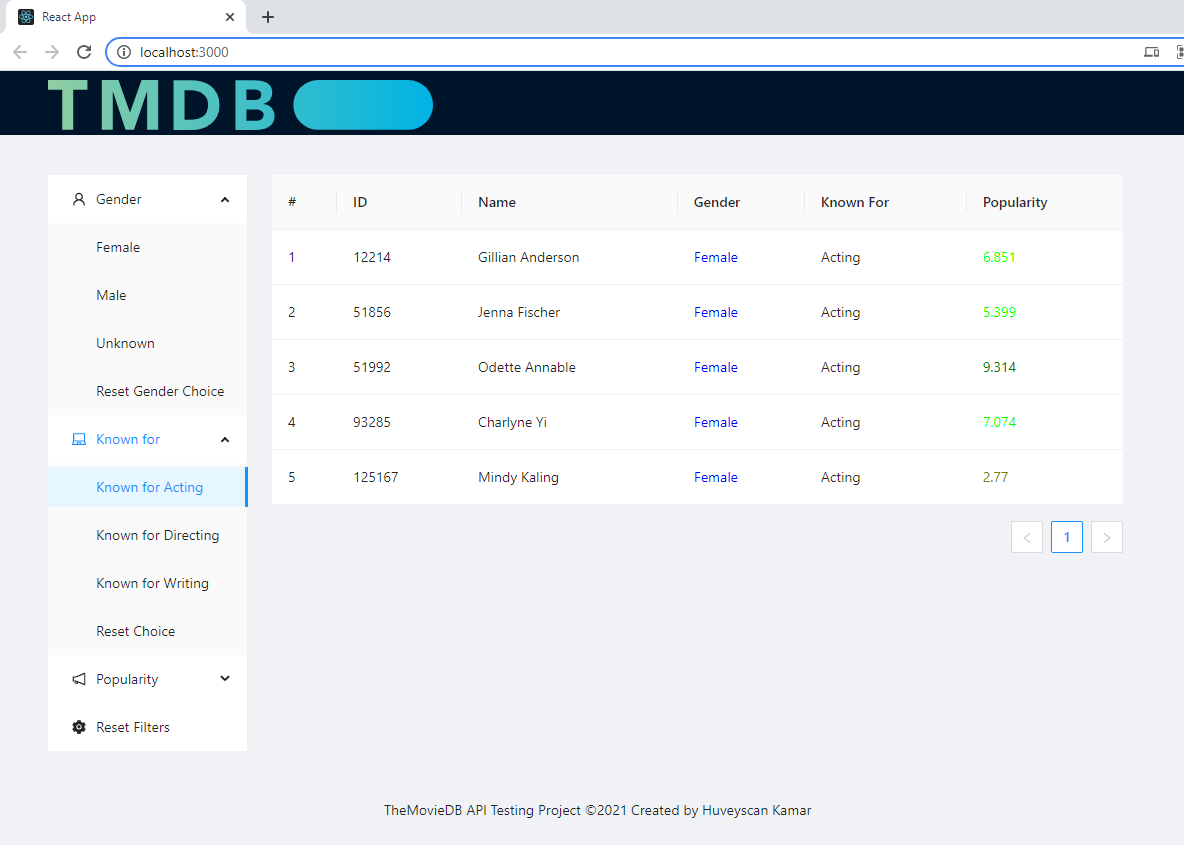 React App
localhost:3000
TMDB
Gender
Female
Male
Unknown
Reset Gender Choice
Known for
Known for Acting
Known for Directing
Known for Writing
Reset Choice
Popularity
Reset Filters
# ID Name Gender Known For Popularity
1 12214 Gillian Anderson Female Acting 6.851
2 51856 Jenna Fischer Female Acting 5.399
3 51992 Odette Annable Female Acting 9.314
4 93285 Charlyne Yi Female Acting 7.074
5 125167 Mindy Kaling Female Acting 2.77
< 1 >
TheMovieDB API Testing Project ©2021 Created by Huveyscan Kamar